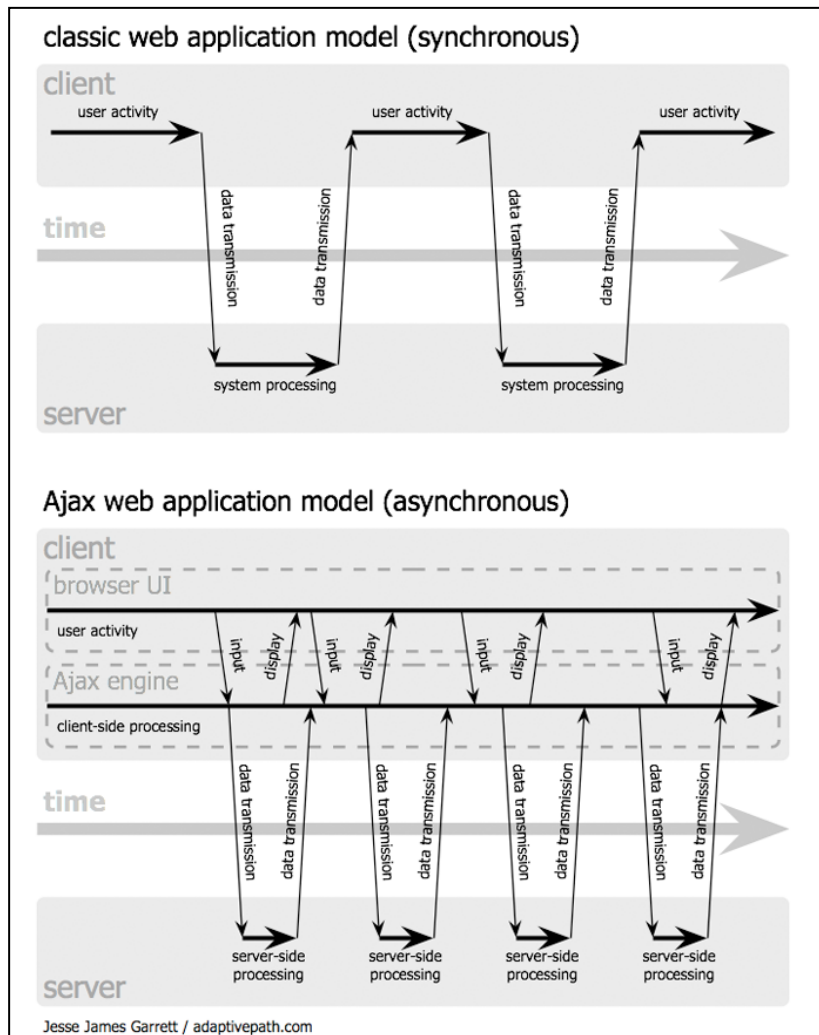 classic web application model (synchronous)
client
user activity
user activity
user activity
data transmission
data transmission
data transmission
data transmission
time
system processing
system processing
server
Ajax web application model (asynchronous)
client
browser UI
user activity
input
display
input
display
input
display
input
display
Ajax engine
client-side processing
data transmission
data transmission
data transmission
data transmission
data transmission
data transmission
data transmission
data transmission
time
server-side
processing
server-side
processing
server-side
processing
server-side
processing
server
Jesse James Garrett / adaptivepath.com